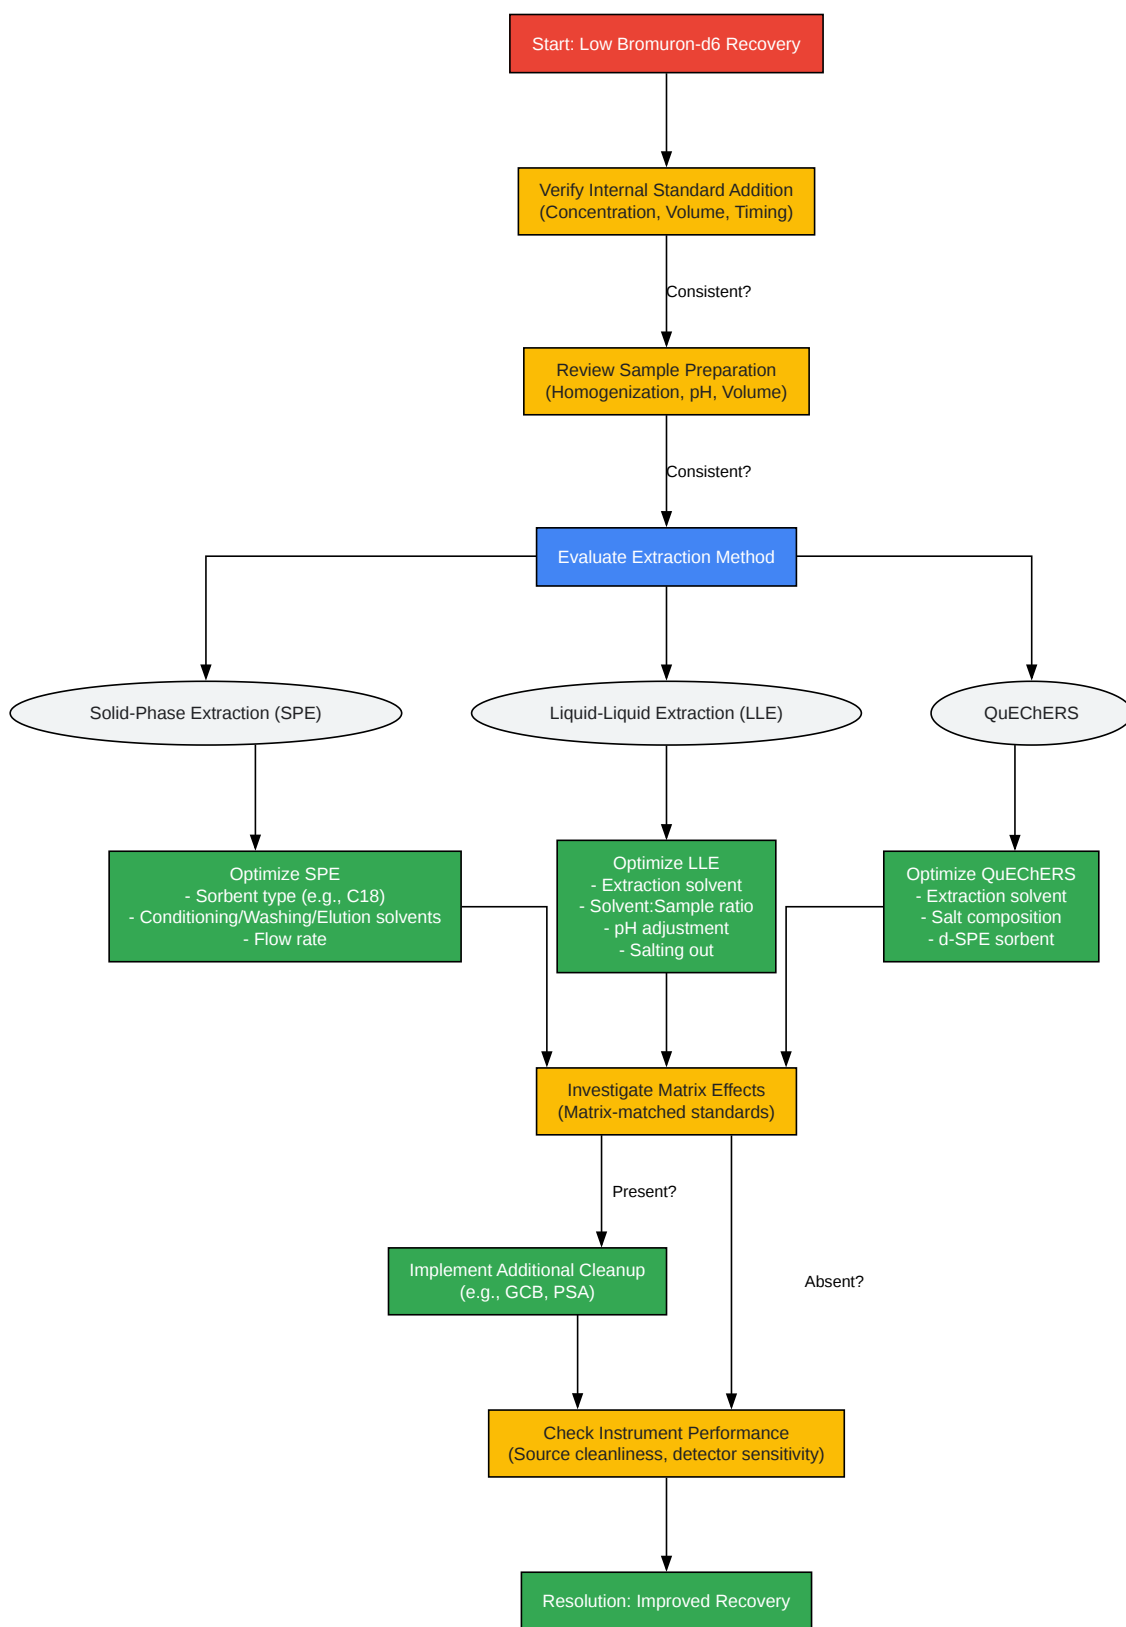 Start: Low Bromuron-d6 Recovery
Verify Internal Standard Addition
(Concentration, Volume, Timing)
Consistent?
Review Sample Preparation
(Homogenization, pH, Volume)
Consistent?
Evaluate Extraction Method
Solid-Phase Extraction (SPE)
Liquid-Liquid Extraction (LLE)
QuEChERS
Optimize SPE
- Sorbent type (e.g., C18)
- Conditioning/Washing/Elution solvents
- Flow rate
Optimize LLE
- Extraction solvent
- Solvent:Sample ratio
- pH adjustment
- Salting out
Optimize QuEChERS
- Extraction solvent
- Salt composition
- d-SPE sorbent
Investigate Matrix Effects
(Matrix-matched standards)
Present?
Implement Additional Cleanup
(e.g., GCB, PSA)
Absent?
Check Instrument Performance
(Source cleanliness, detector sensitivity)
Resolution: Improved Recovery